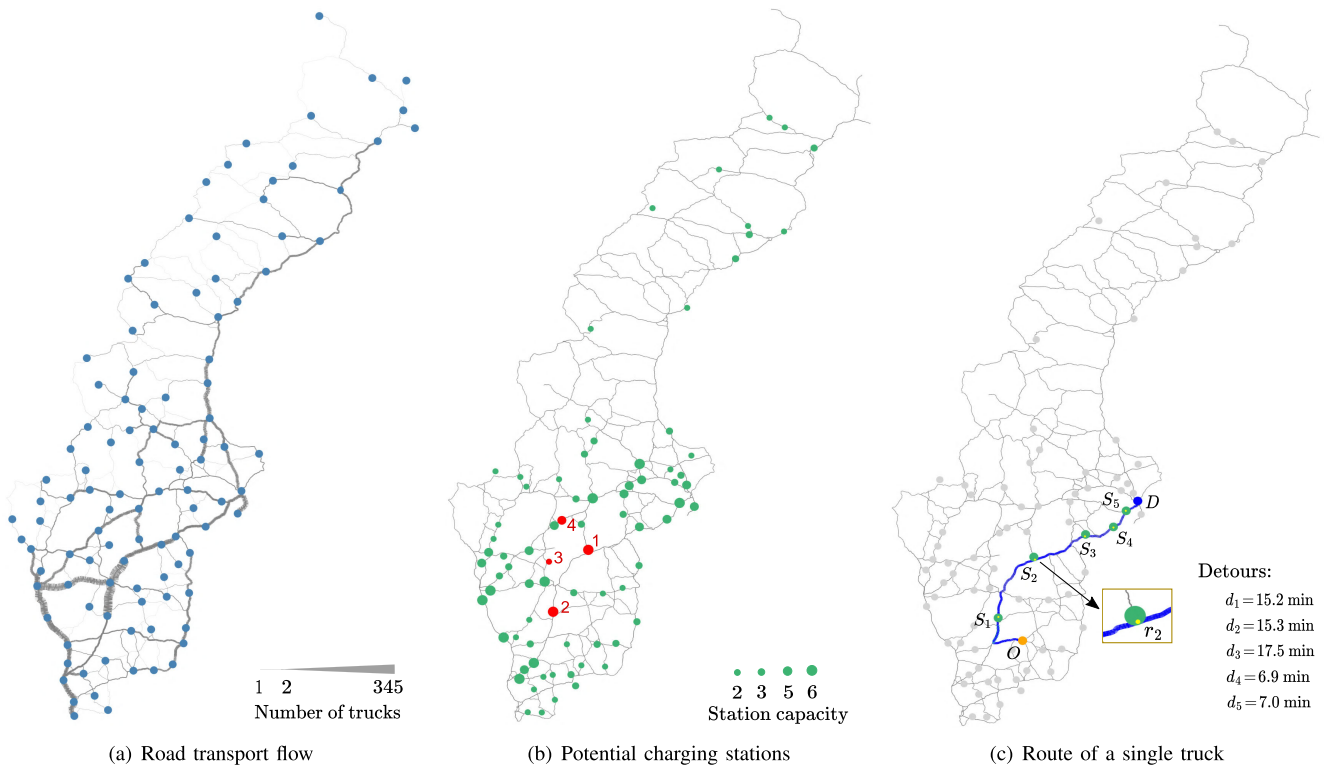 1 2 345
Number of trucks
(a) Road transport flow
4
1
3
2
2 3 5 6
Station capacity
(b) Potential charging stations
S₅
D
S₄
S₃
S₂
S₁
O
r₂
Detours:
d₁=15.2 min
d₂=15.3 min
d₃=17.5 min
d₄=6.9 min
d₅=7.0 min
(c) Route of a single truck